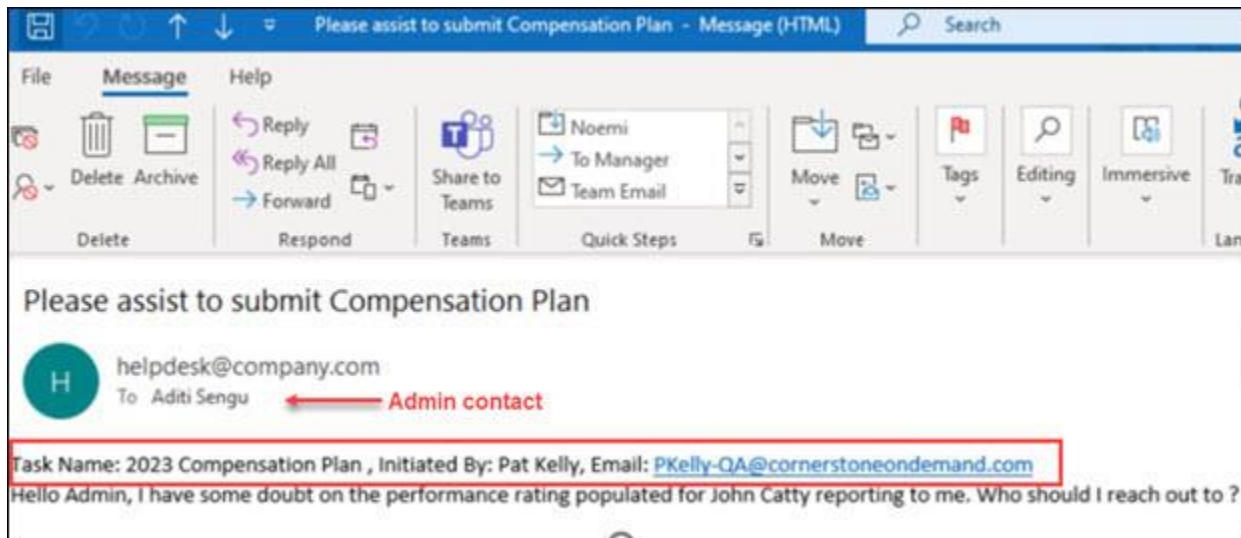 Please assist to submit Compensation Plan - Message (HTML)
Search
File Message Help
Delete Archive
Reply
Reply All
Forward
Share to
Teams
Noemi
To Manager
Team Email
Move
Tags
Editing
Immersive
Delete Respond Teams Quick Steps Move
Please assist to submit Compensation Plan
H
helpdesk@company.com
To Aditi Sengu
Admin contact
Task Name: 2023 Compensation Plan , Initiated By: Pat Kelly, Email: PKelly-QA@cornerstoneondemand.com
Hello Admin, I have some doubt on the performance rating populated for John Catty reporting to me. Who should I reach out to ?